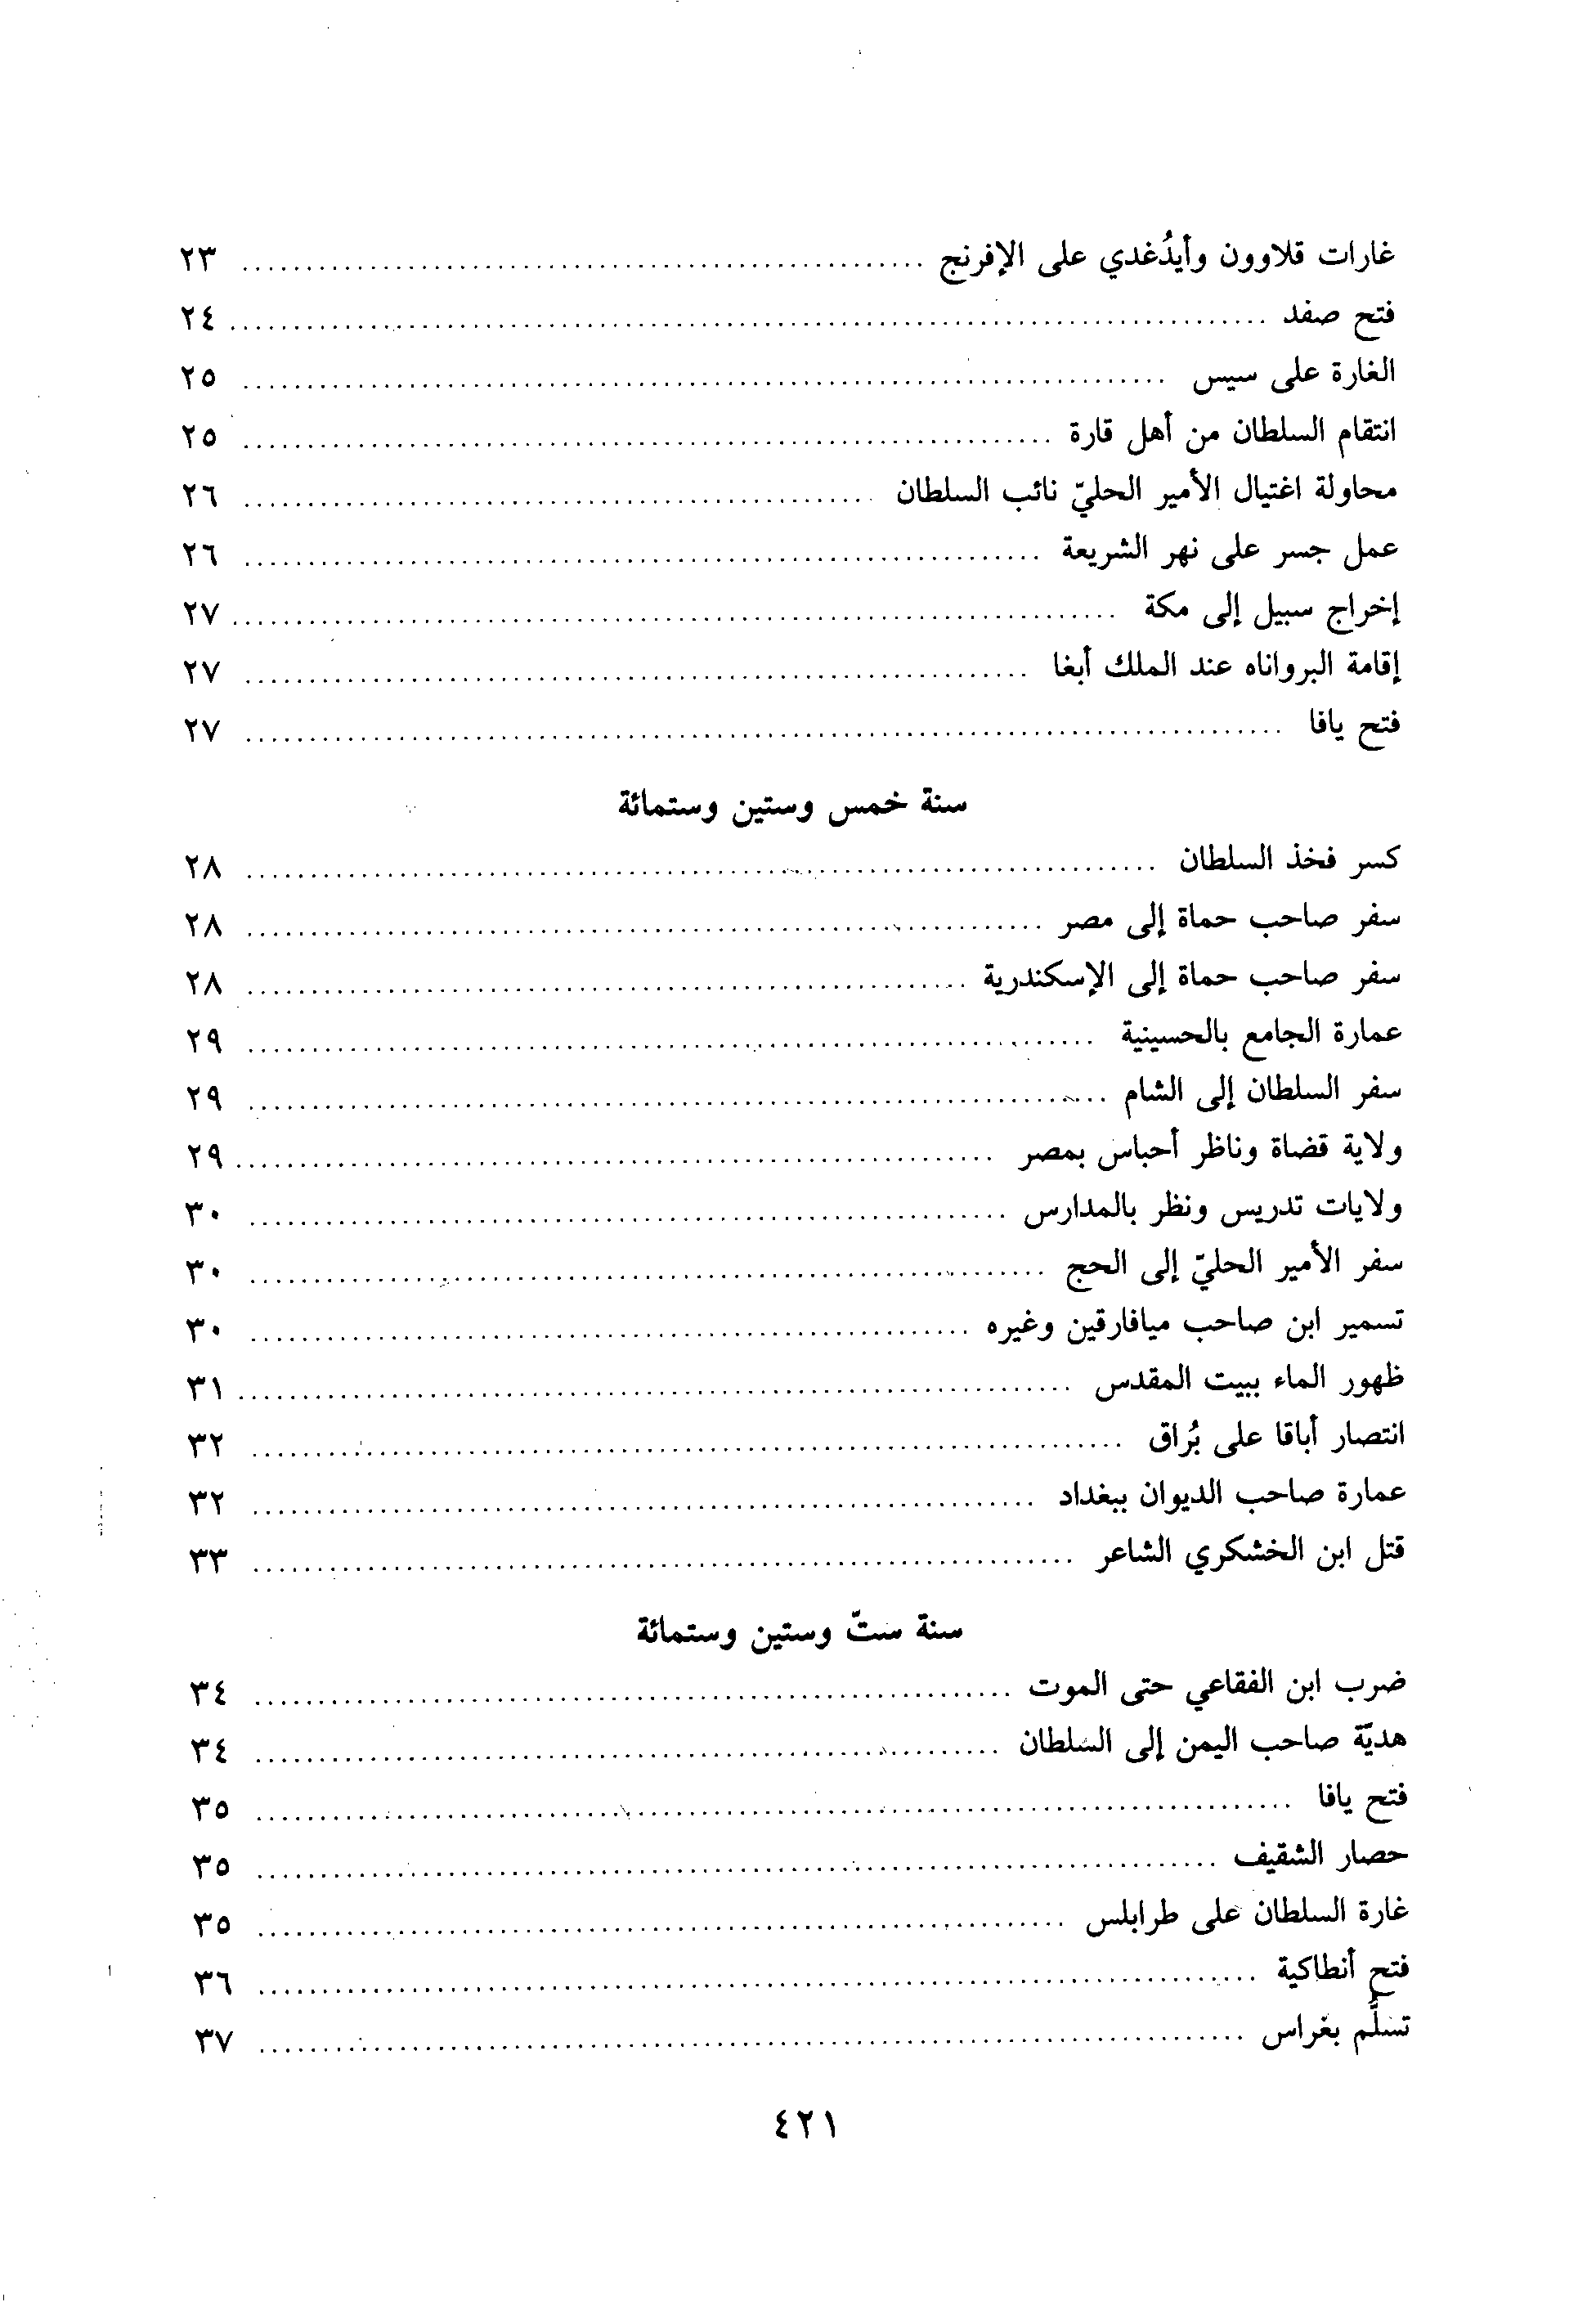 غارات قلاوون وأيدُغدي على الإفرنج ........ ٢٣
فتح صفد ........ ٢٤
الغارة على سيس ........ ٢٥
انتقام السلطان من أهل قارة ........ ٢٥
محاولة اغتيال الأمير الحليّ نائب السلطان ........ ٢٦
عمل جسر على نهر الشريعة ........ ٢٦
إخراج سبيل إلى مكة ........ ٢٧
إقامة البرواناه عند الملك أبغا ........ ٢٧
فتح يافا ........ ٢٧
سنة خمس وستين وستمائة
كسر فخذ السلطان ........ ٢٨
سفر صاحب حماة إلى مصر ........ ٢٨
سفر صاحب حماة إلى الإسكندرية ........ ٢٨
عمارة الجامع بالحسينية ........ ٢٩
سفر السلطان إلى الشام ........ ٢٩
ولاية قضاة وناظر أحباس بمصر ........ ٢٩
ولايات تدريس ونظر بالمدارس ........ ٣٠
سفر الأمير الحليّ إلى الحج ........ ٣٠
تسمير ابن صاحب ميافارقين وغيره ........ ٣٠
ظهور الماء ببيت المقدس ........ ٣١
انتصار أباقا على بُراق ........ ٣٢
عمارة صاحب الديوان ببغداد ........ ٣٢
قتل ابن الخشكري الشاعر ........ ٣٣
سنة ستّ وستين وستمائة
ضرب ابن الفقاعي حتى الموت ........ ٣٤
هديّة صاحب اليمن إلى السلطان ........ ٣٤
فتح يافا ........ ٣٥
حصار الشقيف ........ ٣٥
غارة السلطان على طرابلس ........ ٣٥
فتح أنطاكية ........ ٣٦
تسلُّم بغراس ........ ٣٧
٤٢١